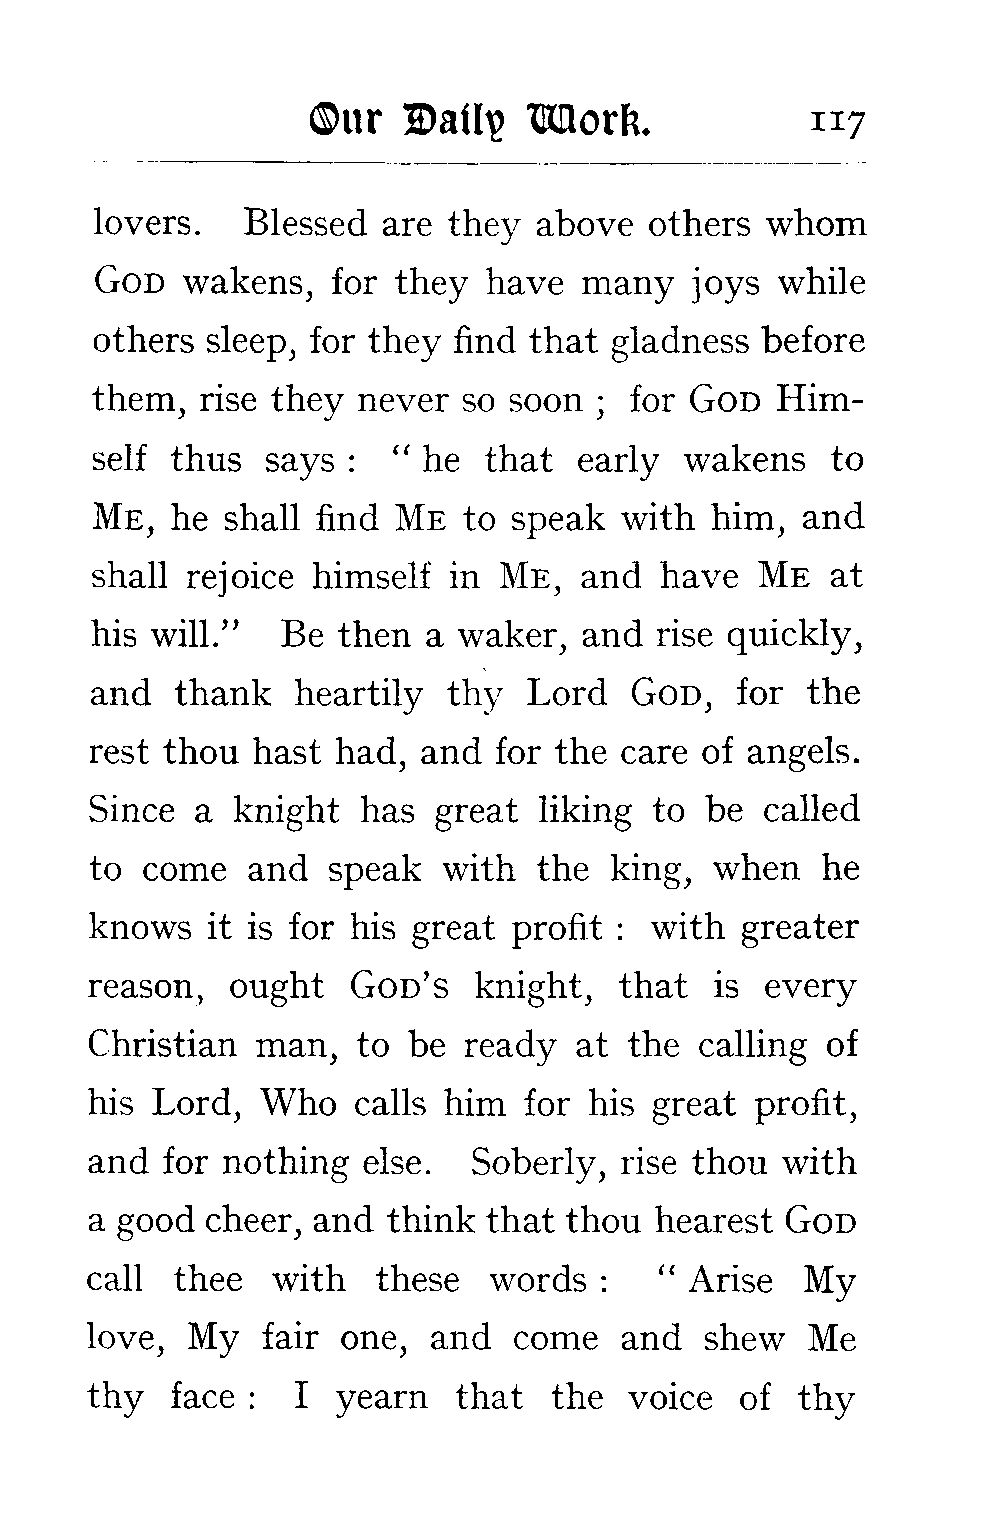 Our Daily Work. 117
lovers. Blessed are they above others whom
GOD wakens, for they have many joys while
others sleep, for they find that gladness before
them, rise they never so soon ; for GOD Him-
self thus says : “ he that early wakens to
ME, he shall find ME to speak with him, and
shall rejoice himself in ME, and have ME at
his will.” Be then a waker, and rise quickly,
and thank heartily thy Lord GOD, for the
rest thou hast had, and for the care of angels.
Since a knight has great liking to be called
to come and speak with the king, when he
knows it is for his great profit : with greater
reason, ought GOD’S knight, that is every
Christian man, to be ready at the calling of
his Lord, Who calls him for his great profit,
and for nothing else. Soberly, rise thou with
a good cheer, and think that thou hearest GOD
call thee with these words : “ Arise My
love, My fair one, and come and shew Me
thy face : I yearn that the voice of thy